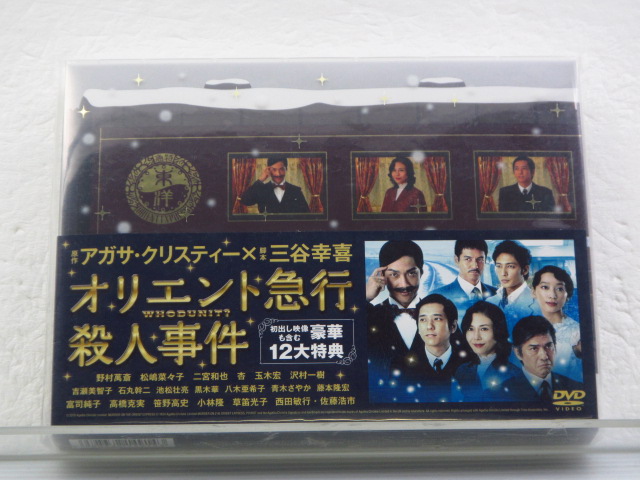 東洋
原作 アガサ・クリスティー×脚本 三谷幸喜
オリエント急行
WHODUNIT?
殺人事件
初出し映像
も含む 豪華
12大特典
野村萬斎 松嶋菜々子 二宮和也 杏 玉木宏 沢村一樹
吉瀬美智子 石丸幹二 池松壮亮 黒木華 八木亜希子 青木さやか 藤本隆宏
富司純子 高橋克実 笹野高史 小林隆 草笛光子 西田敏行・佐藤浩市
DVD
VIDEO